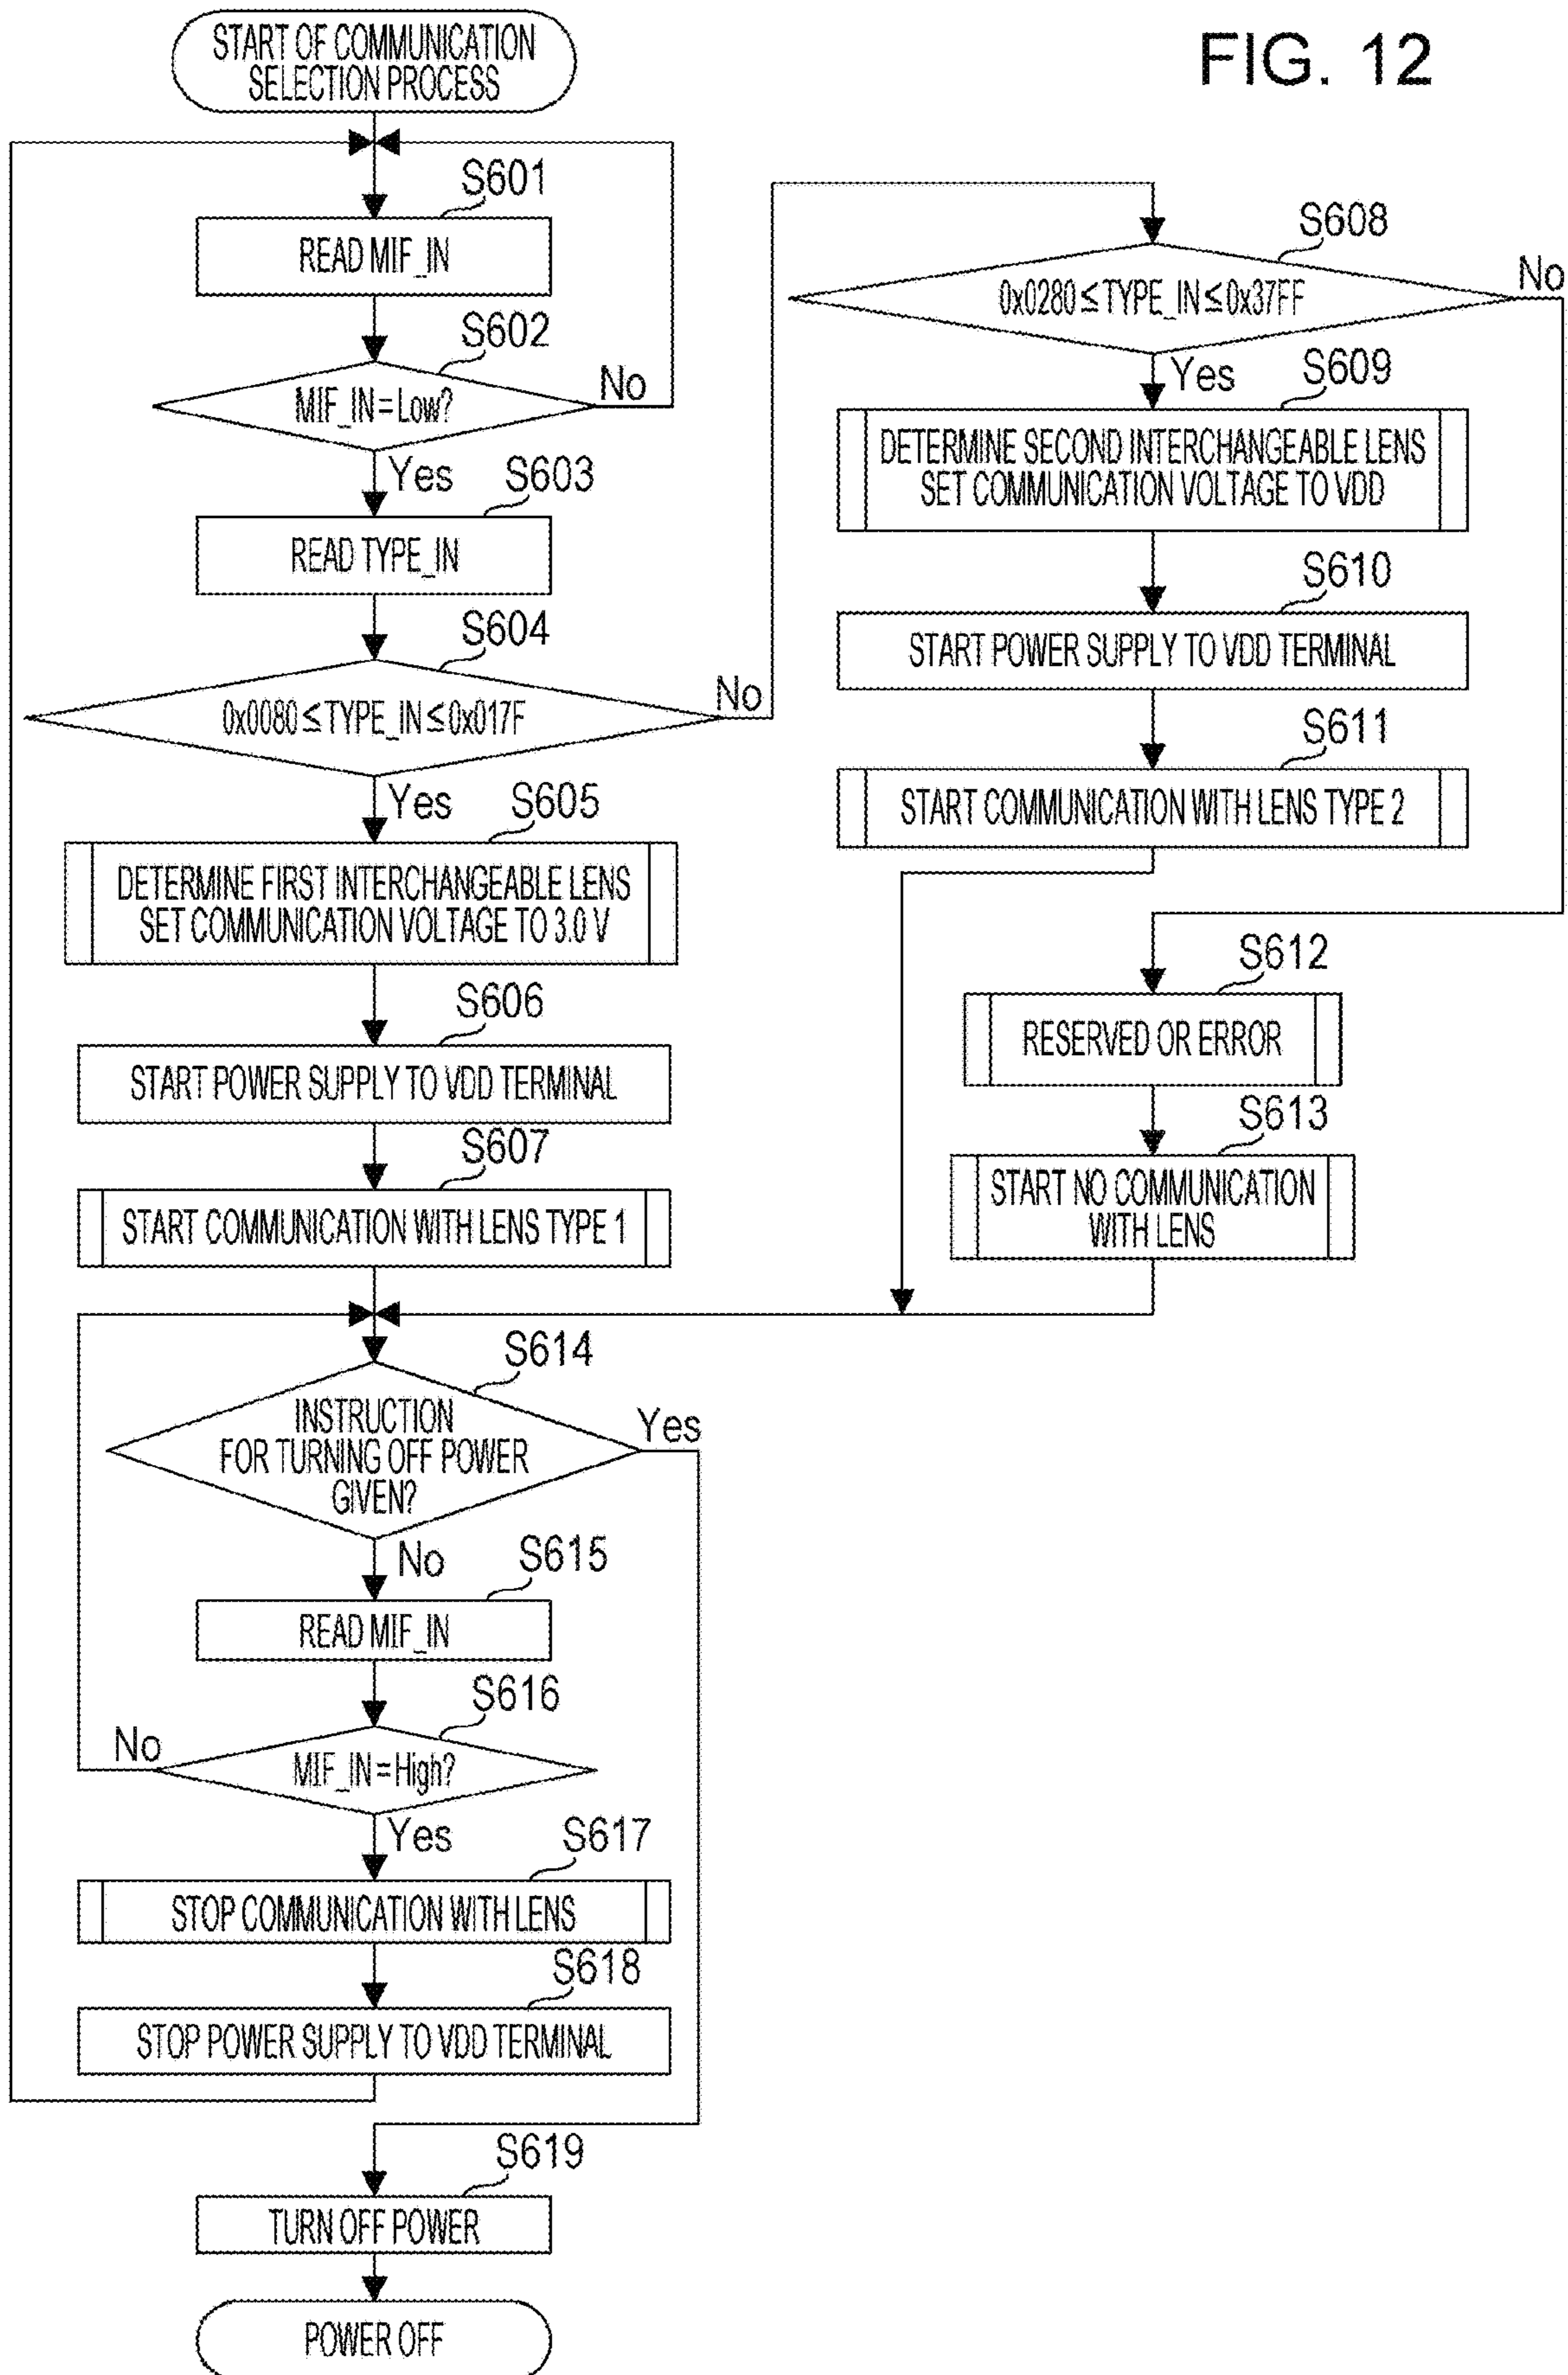 FIG. 12
START OF COMMUNICATION
SELECTION PROCESS
S601
READ MIF_IN
S602
MIF_IN=Low?
No
Yes
S603
READ TYPE_IN
S604
0x0080≤TYPE_IN≤0x017F
No
Yes
S605
DETERMINE FIRST INTERCHANGEABLE LENS
SET COMMUNICATION VOLTAGE TO 3.0 V
S606
START POWER SUPPLY TO VDD TERMINAL
S607
START COMMUNICATION WITH LENS TYPE 1
S608
0x0280≤TYPE_IN≤0x37FF
No
Yes
S609
DETERMINE SECOND INTERCHANGEABLE LENS
SET COMMUNICATION VOLTAGE TO VDD
S610
START POWER SUPPLY TO VDD TERMINAL
S611
START COMMUNICATION WITH LENS TYPE 2
S612
RESERVED OR ERROR
S613
START NO COMMUNICATION
WITH LENS
S614
INSTRUCTION
FOR TURNING OFF POWER
GIVEN?
Yes
No
S615
READ MIF_IN
S616
No
MIF_IN=High?
Yes
S617
STOP COMMUNICATION WITH LENS
S618
STOP POWER SUPPLY TO VDD TERMINAL
S619
TURN OFF POWER
POWER OFF